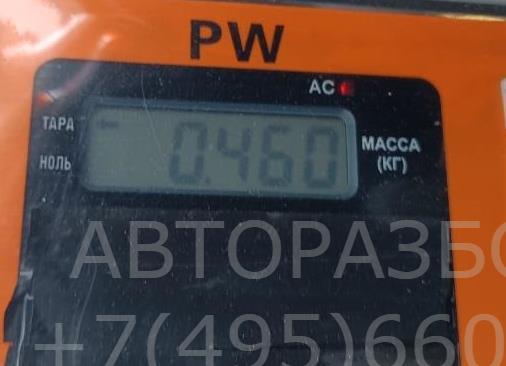 PW
AC
ТАРА
НОЛЬ
0.460
МАССА
(КГ)
АВТОРАЗБО
+7(495)660